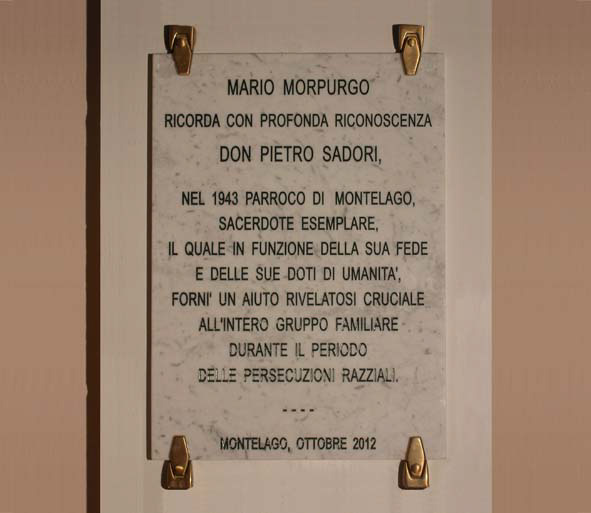 MARIO MORPURGO
RICORDA CON PROFONDA RICONOSCENZA
DON PIETRO SADORI,
NEL 1943 PARROCO DI MONTELAGO,
SACERDOTE ESEMPLARE,
IL QUALE IN FUNZIONE DELLA SUA FEDE
E DELLE SUE DOTI DI UMANITA',
FORNI' UN AIUTO RIVELATOSI CRUCIALE
ALL'INTERO GRUPPO FAMILIARE
DURANTE IL PERIODO
DELLE PERSECUZIONI RAZZIALI.
----
MONTELAGO, OTTOBRE 2012